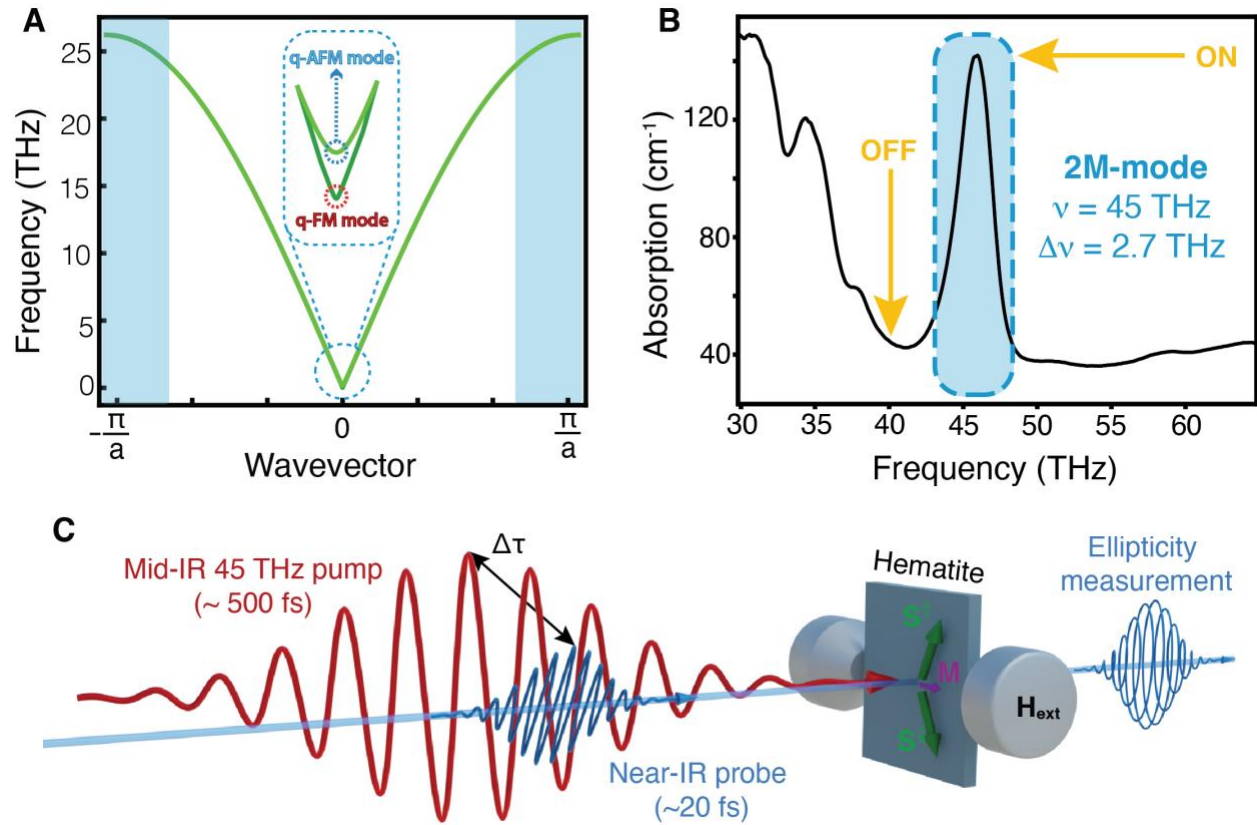 A
Frequency (THz)
25
20
15
10
5
0
q-AFM mode
q-FM mode
-π/a
0
π/a
Wavevector
B
Absorption (cm⁻¹)
120
80
40
OFF
ON
2M-mode
ν = 45 THz
Δν = 2.7 THz
30 35 40 45 50 55 60
Frequency (THz)
C
Mid-IR 45 THz pump
(~ 500 fs)
Δτ
Near-IR probe
(~20 fs)
Hematite
M
H_ext
Ellipticity
measurement